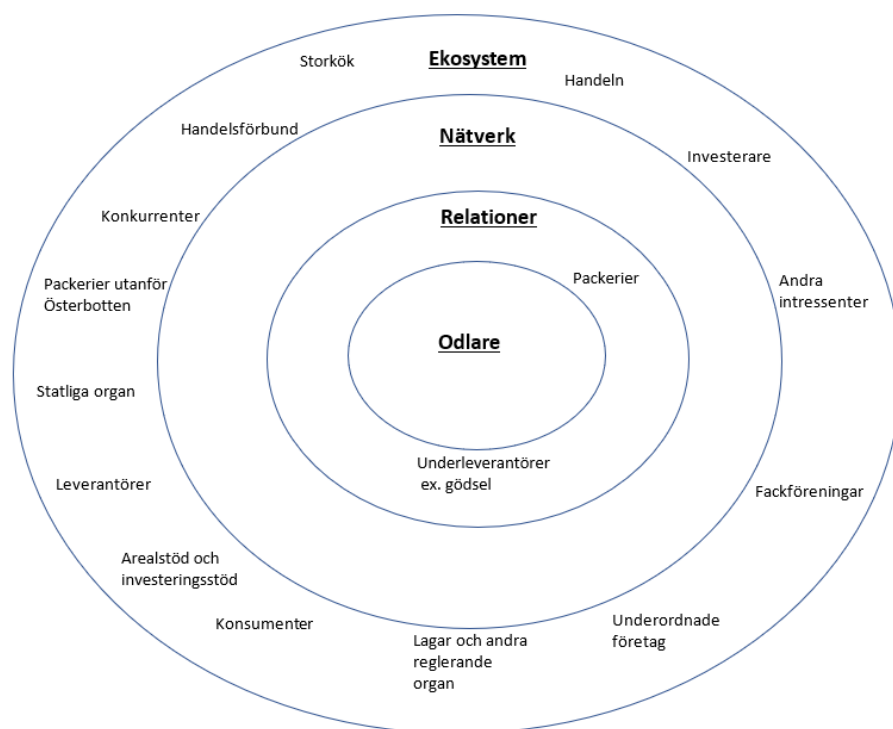 Ekosystem
Storkök
Handeln
Handelsförbund
Nätverk
Investerare
Konkurrenter
Relationer
Packerier utanför
Österbotten
Packerier
Andra
intressenter
Odlare
Statliga organ
Underleverantörer
ex. gödsel
Leverantörer
Fackföreningar
Arealstöd och
investeringsstöd
Konsumenter
Lagar och andra
reglerande
organ
Underordnade
företag